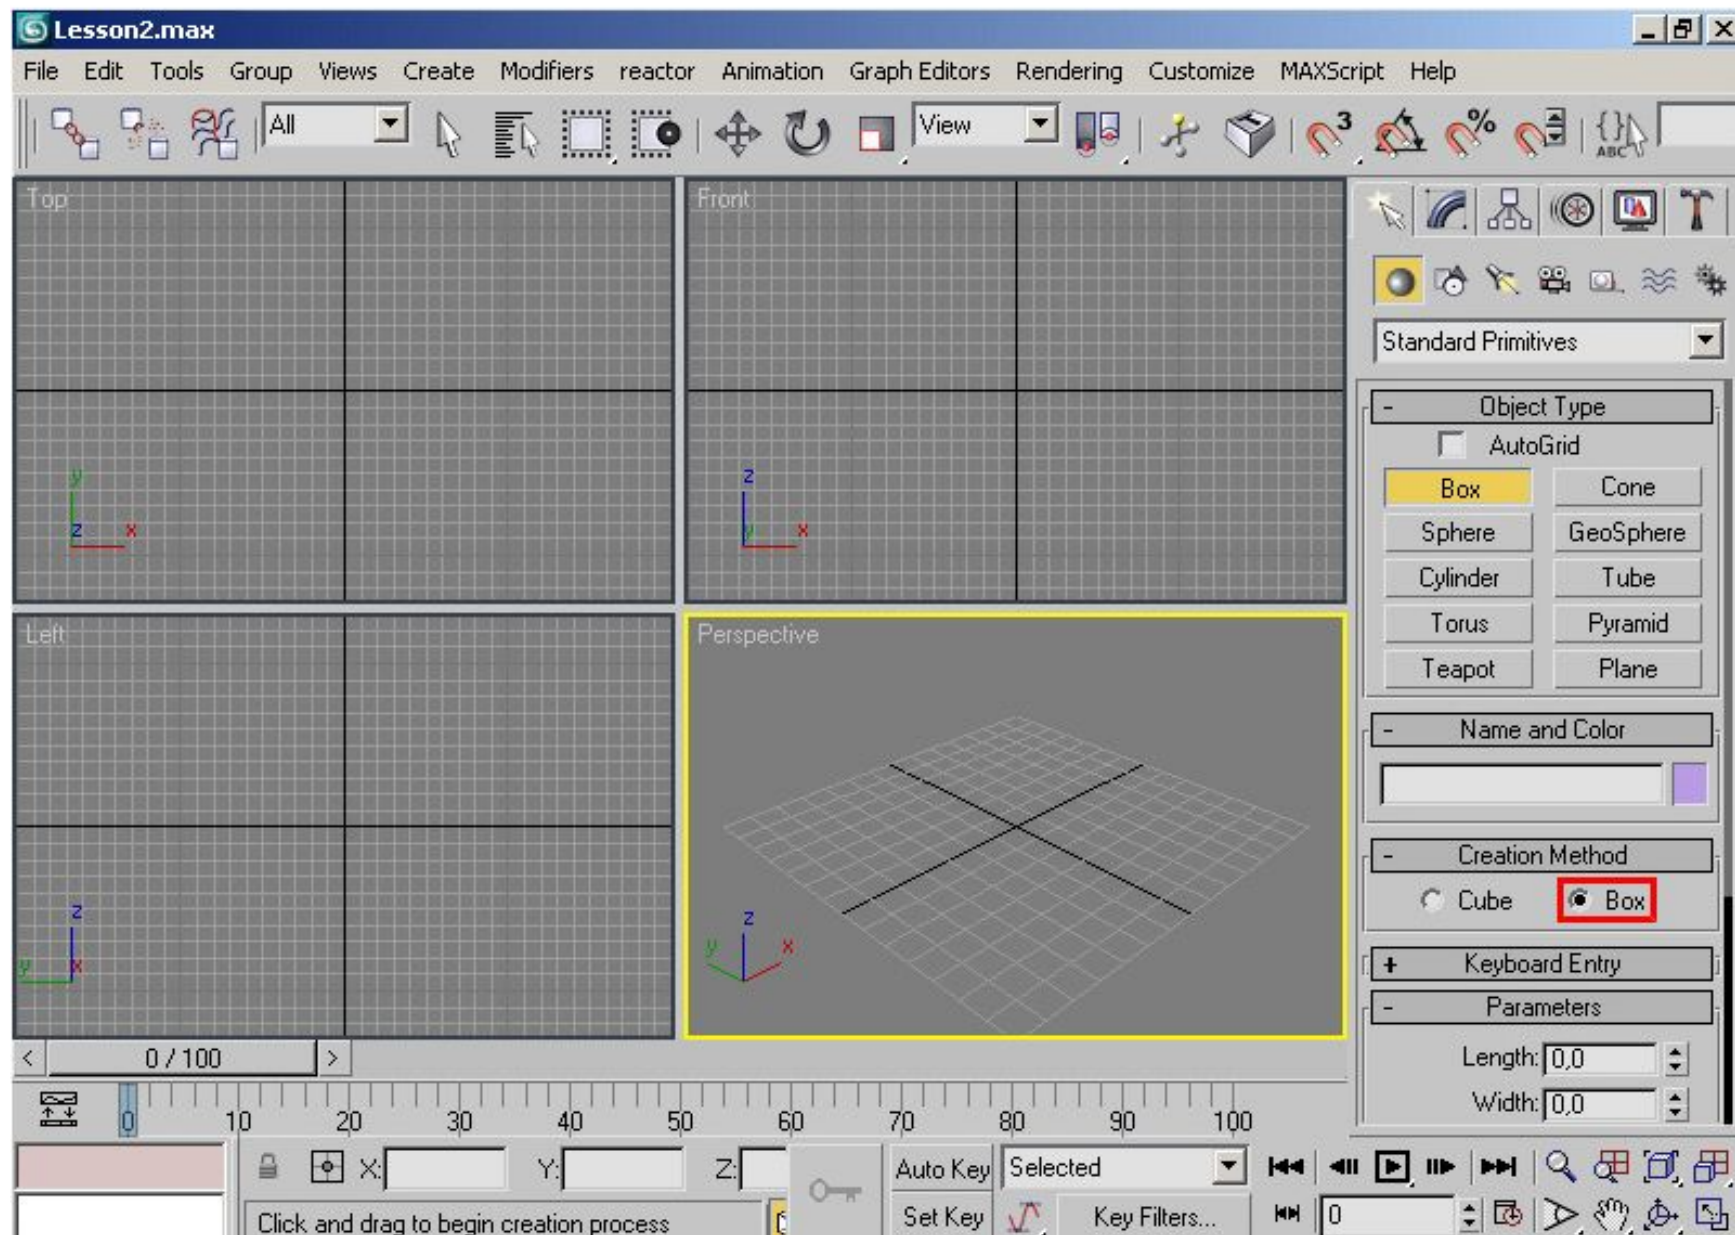 Lesson2.max
File Edit Tools Group Views Create Modifiers reactor Animation Graph Editors Rendering Customize MAXScript Help
All View 3 % ABC
Top Front
Standard Primitives
- Object Type
AutoGrid
Box Cone
Sphere GeoSphere
Cylinder Tube
Torus Pyramid
Teapot Plane
y z x
z y x
Left Perspective
- Name and Color
- Creation Method
Cube Box
z y x
z y x
+ Keyboard Entry
- Parameters
Length: 0,0
Width: 0,0
< 0 / 100 >
0 10 20 30 40 50 60 70 80 90 100
X: Y: Z: Auto Key Selected
Click and drag to begin creation process Set Key Key Filters... 0